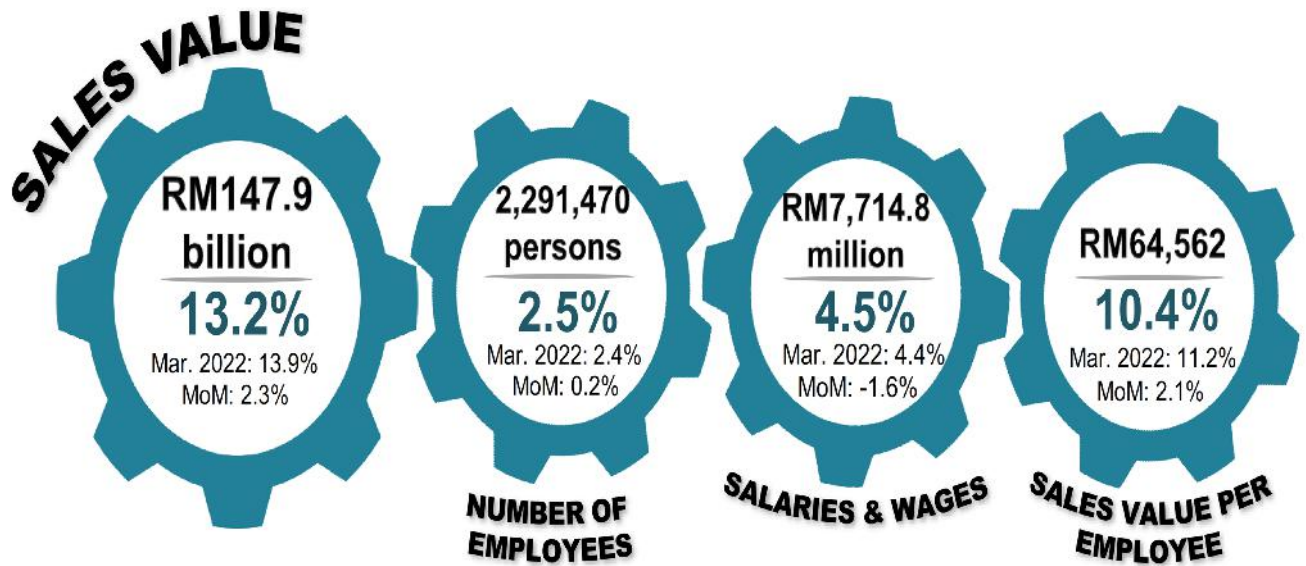 SALES VALUE
RM147.9
billion
13.2%
Mar. 2022: 13.9%
MoM: 2.3%
2,291,470
persons
2.5%
Mar. 2022: 2.4%
MoM: 0.2%
NUMBER OF
EMPLOYEES
RM7,714.8
million
4.5%
Mar. 2022: 4.4%
MoM: -1.6%
SALARIES & WAGES
RM64,562
10.4%
Mar. 2022: 11.2%
MoM: 2.1%
SALES VALUE PER
EMPLOYEE